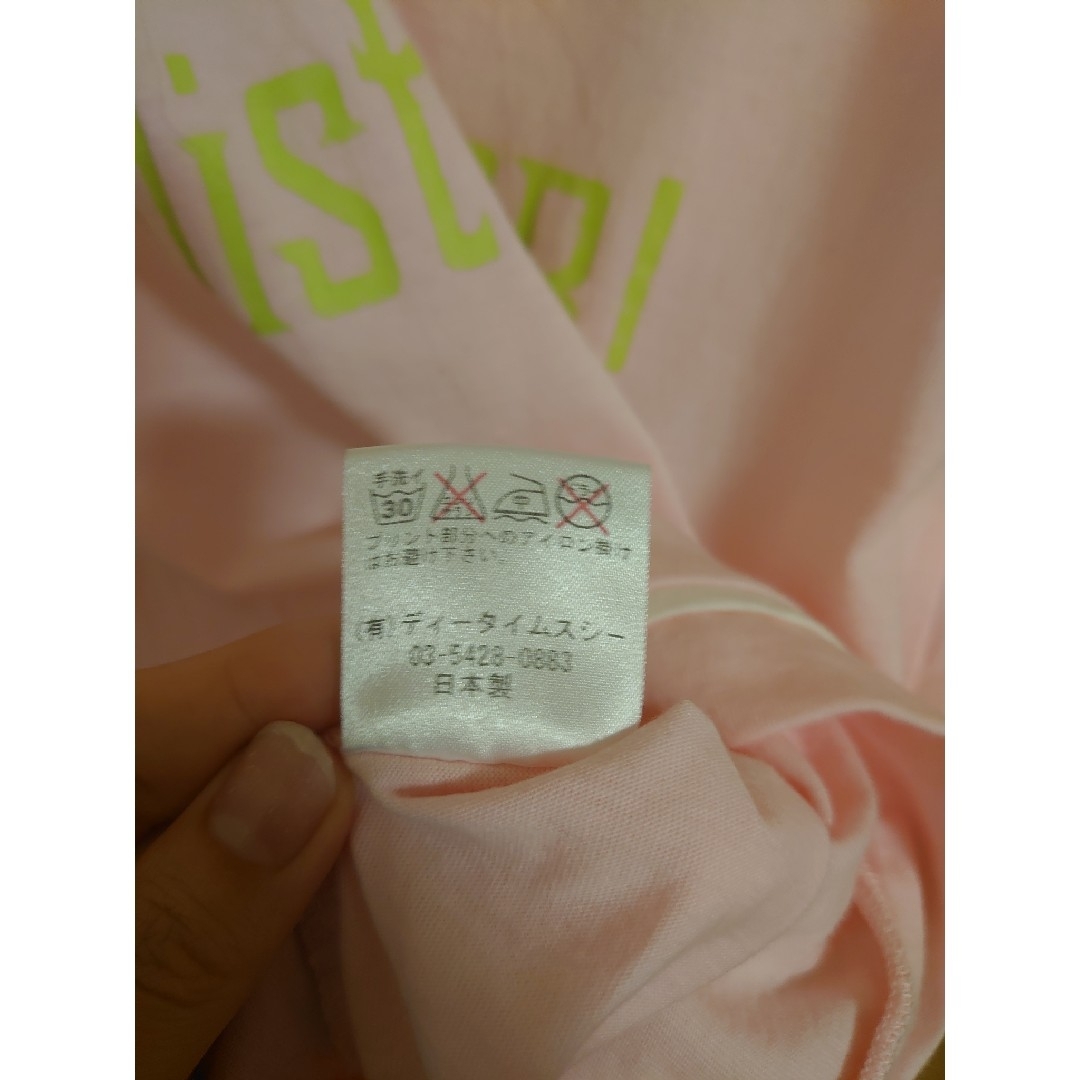 ist
R!
手洗イ
30
中
プリント部分へのアイロン掛け
はお避け下さい。
(有)ディータイムスシー
03-5428-0883
日本製